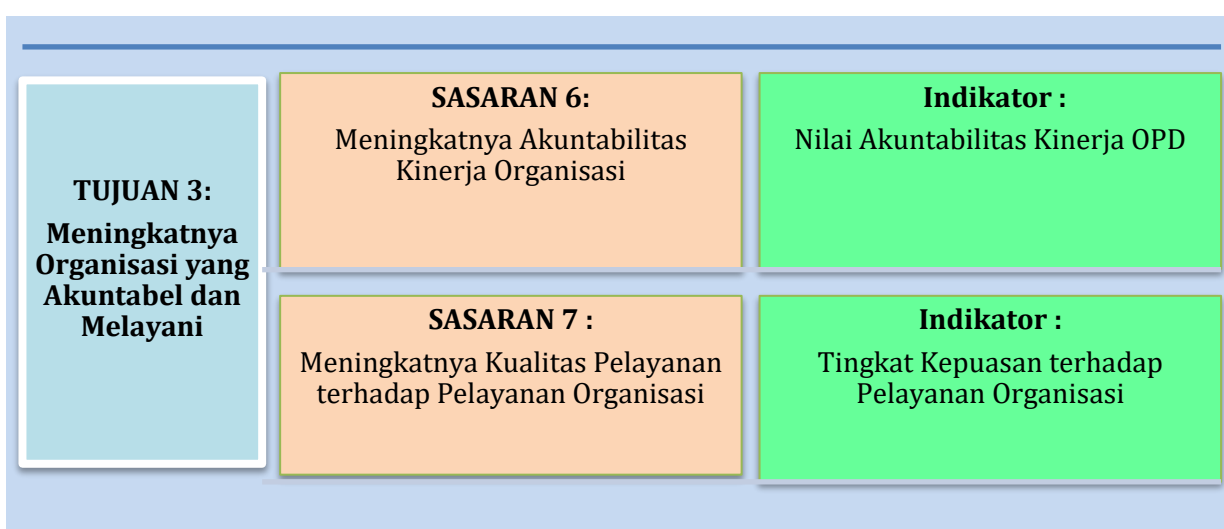 TUJUAN 3:
Meningkatnya
Organisasi yang
Akuntabel dan
Melayani
SASARAN 6:
Meningkatnya Akuntabilitas
Kinerja Organisasi
Indikator :
Nilai Akuntabilitas Kinerja OPD
SASARAN 7 :
Meningkatnya Kualitas Pelayanan
terhadap Pelayanan Organisasi
Indikator :
Tingkat Kepuasan terhadap
Pelayanan Organisasi